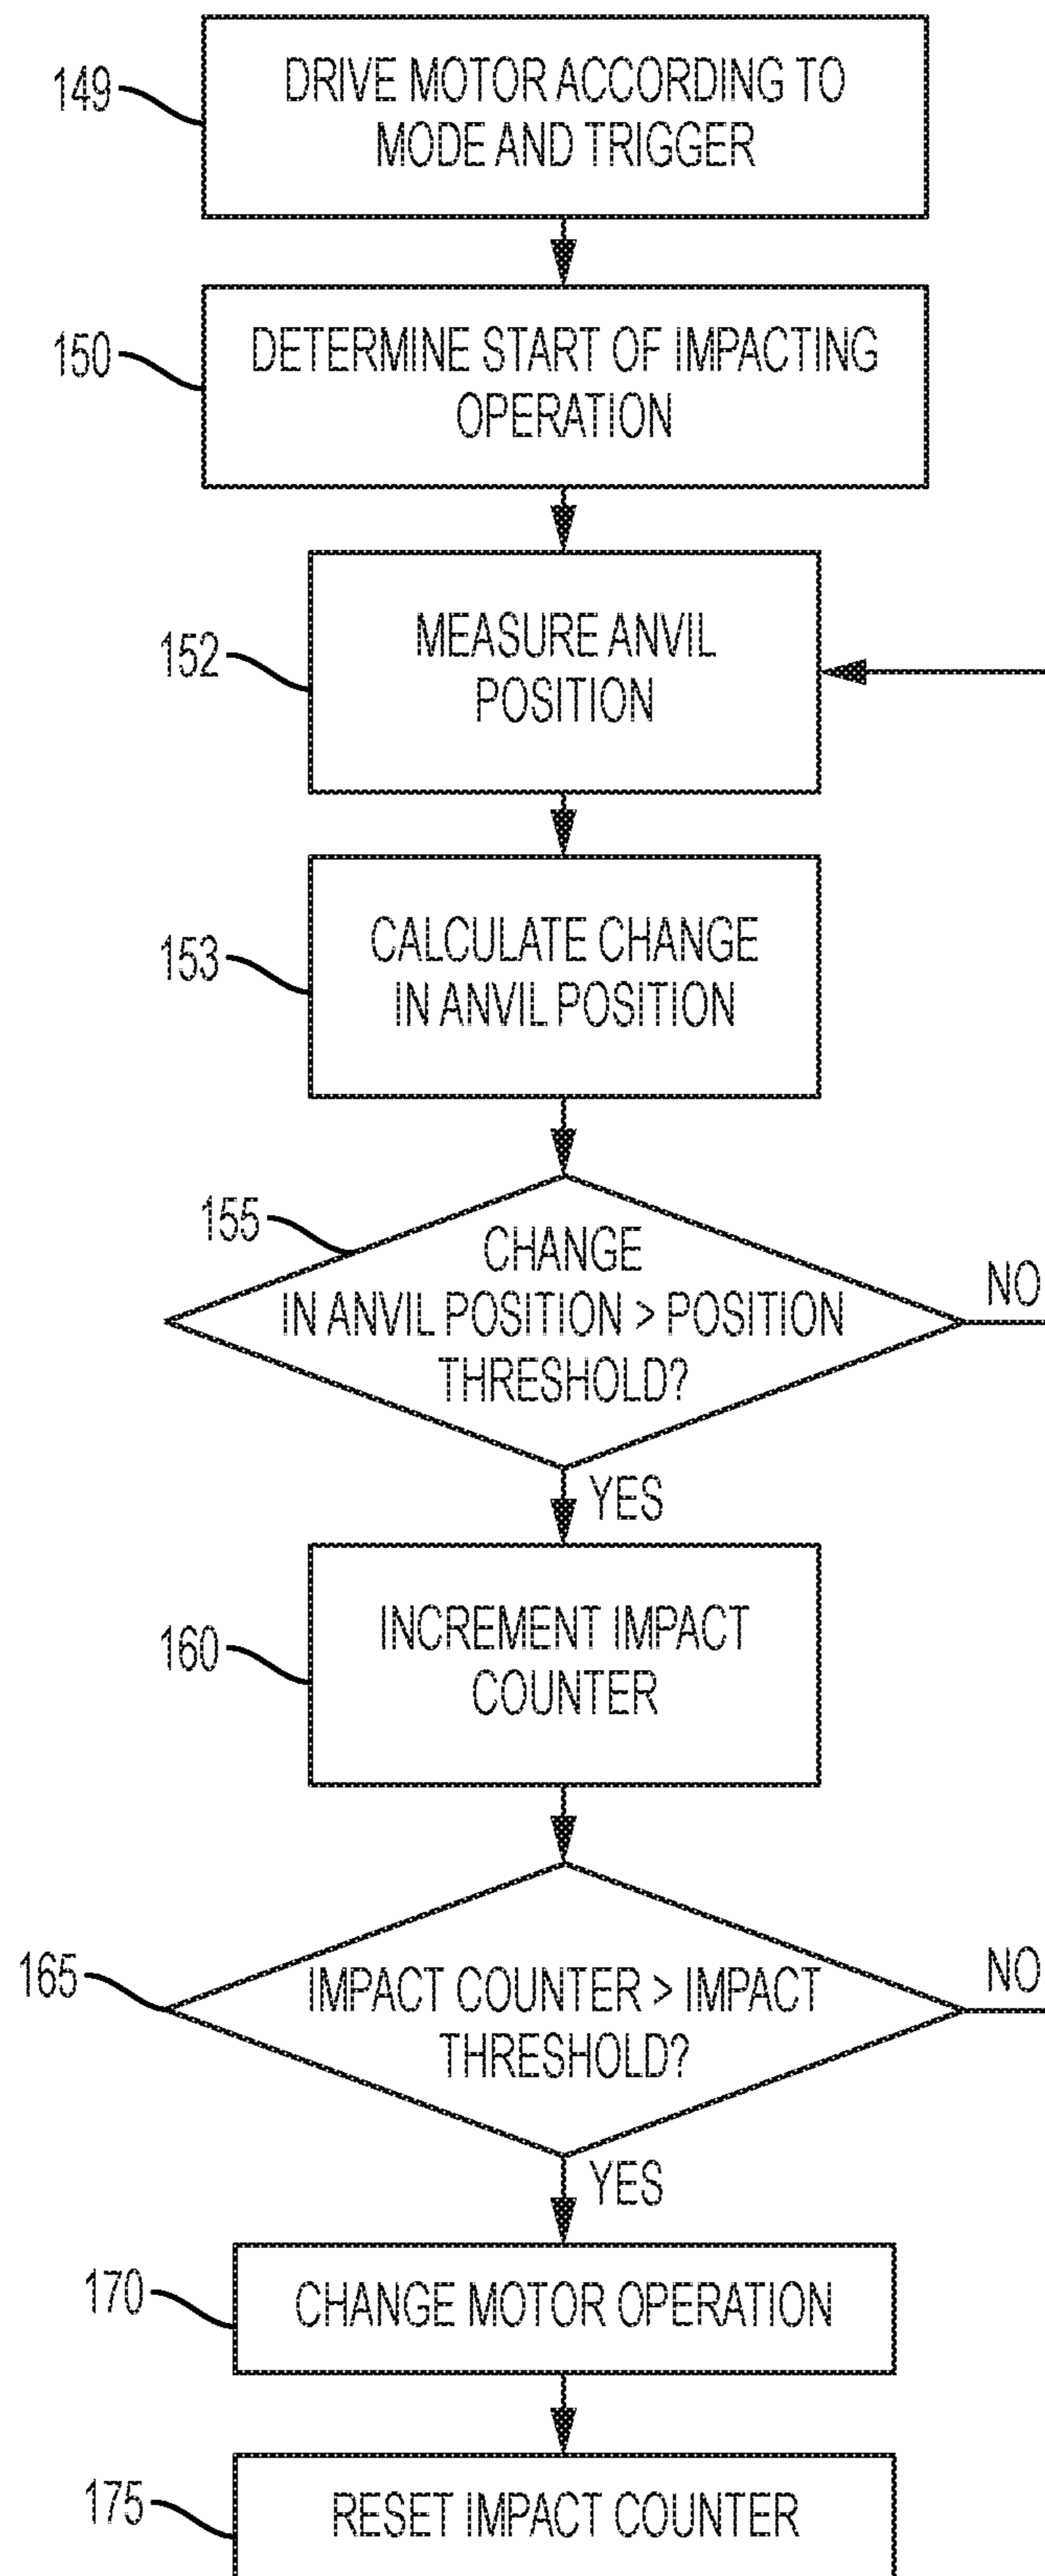 149
DRIVE MOTOR ACCORDING TO
MODE AND TRIGGER
150
DETERMINE START OF IMPACTING
OPERATION
152
MEASURE ANVIL
POSITION
153
CALCULATE CHANGE
IN ANVIL POSITION
155
CHANGE
IN ANVIL POSITION > POSITION
THRESHOLD?
NO
YES
160
INCREMENT IMPACT
COUNTER
165
IMPACT COUNTER > IMPACT
THRESHOLD?
NO
YES
170
CHANGE MOTOR OPERATION
175
RESET IMPACT COUNTER